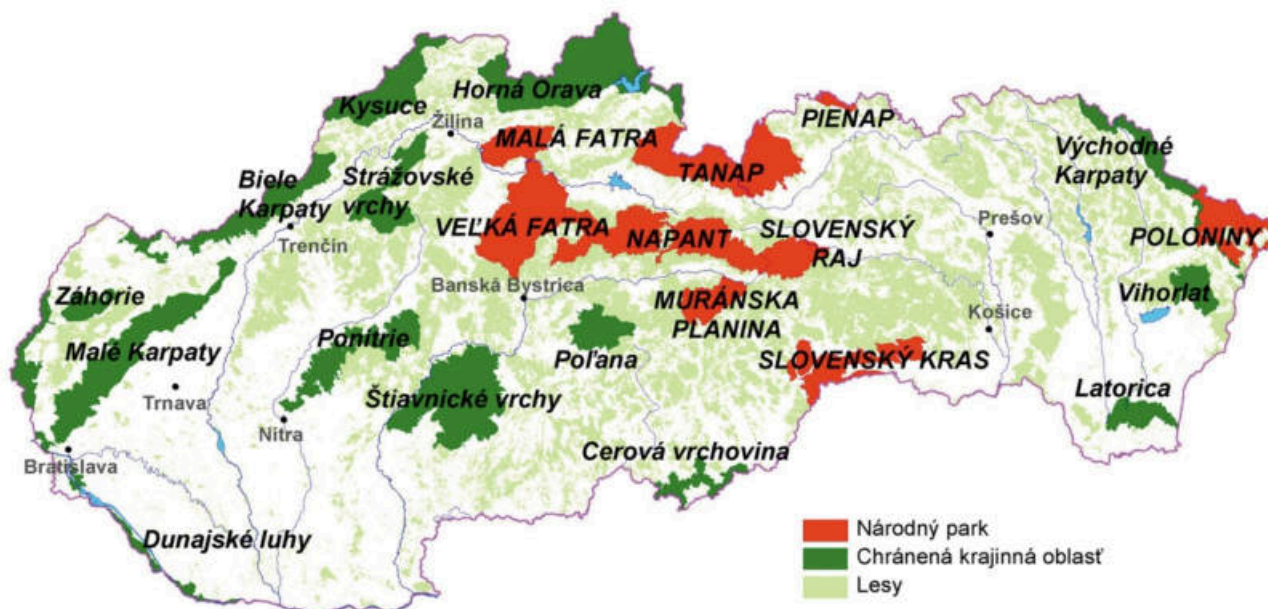 Horná Orava
Kysuce
Žilina
PIENAP
MALÁ FATRA
Východné
Karpaty
TANAP
Strážovské
vrchy
Biele
Karpaty
Trenčín
VEĽKÁ FATRA
NAPANT
SLOVENSKÝ
RAJ
Prešov
POLONINY
Banská Bystrica
Záhorie
MURÁNSKA
PLANINA
Vihorlat
Košice
Ponitrie
Malé Karpaty
Poľana
SLOVENSKÝ KRAS
Trnava
Štiavnické vrchy
Latorica
Nitra
Cerová vrchovina
Bratislava
Dunajské luhy
Národný park
Chránená krajinná oblasť
Lesy